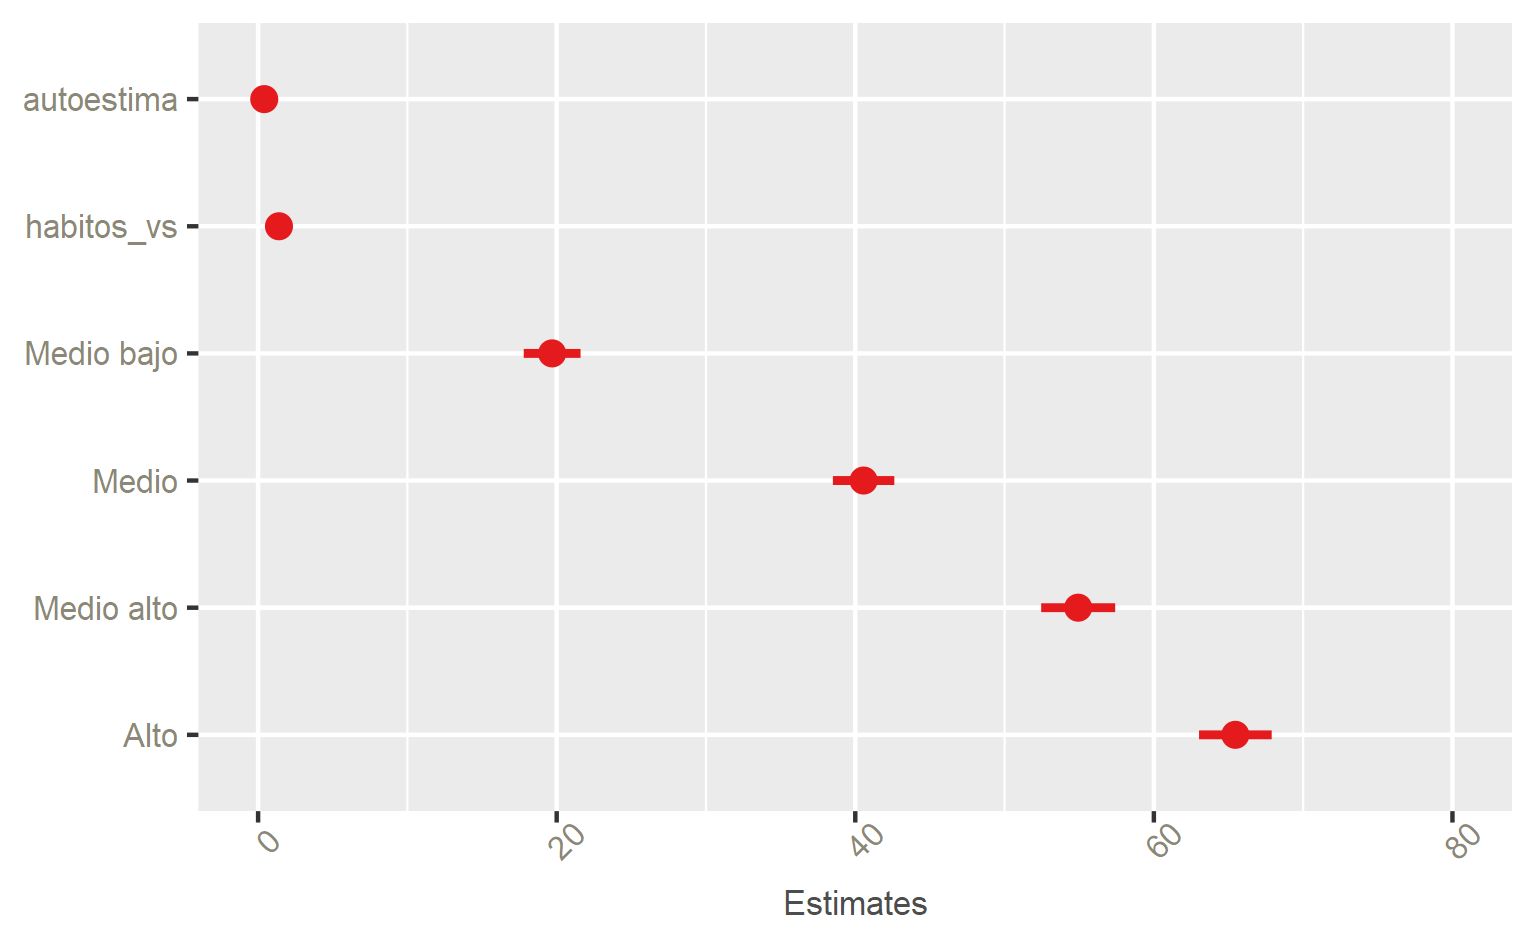 autoestima
habitos_vs
Medio bajo
Medio
Medio alto
Alto
0 20 40 60 80
Estimates